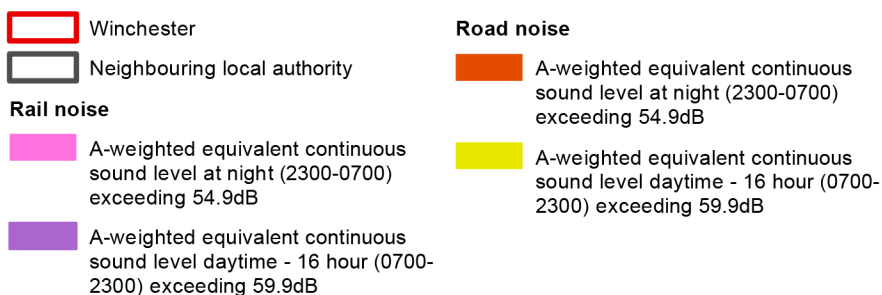 Winchester
Neighbouring local authority
Rail noise
A-weighted equivalent continuous
sound level at night (2300-0700)
exceeding 54.9dB
A-weighted equivalent continuous
sound level daytime - 16 hour (0700-
2300) exceeding 59.9dB
Road noise
A-weighted equivalent continuous
sound level at night (2300-0700)
exceeding 54.9dB
A-weighted equivalent continuous
sound level daytime - 16 hour (0700-
2300) exceeding 59.9dB